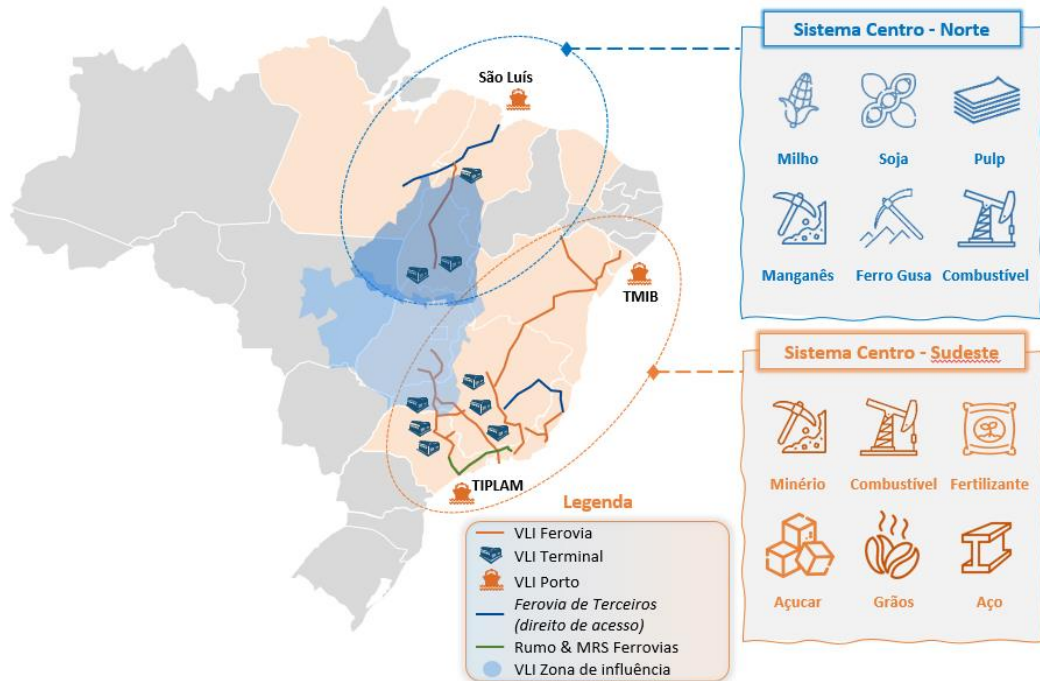 São Luís
TMIB
TIPLAM
Sistema Centro - Norte
Milho
Soja
Pulp
Manganês
Ferro Gusa
Combustível
Sistema Centro - Sudeste
Minério
Combustível
Fertilizante
Açucar
Grãos
Aço
Legenda
VLI Ferovia
VLI Terminal
VLI Porto
Ferovia de Terceiros
(direito de acesso)
Rumo & MRS Ferrovias
VLI Zona de influência